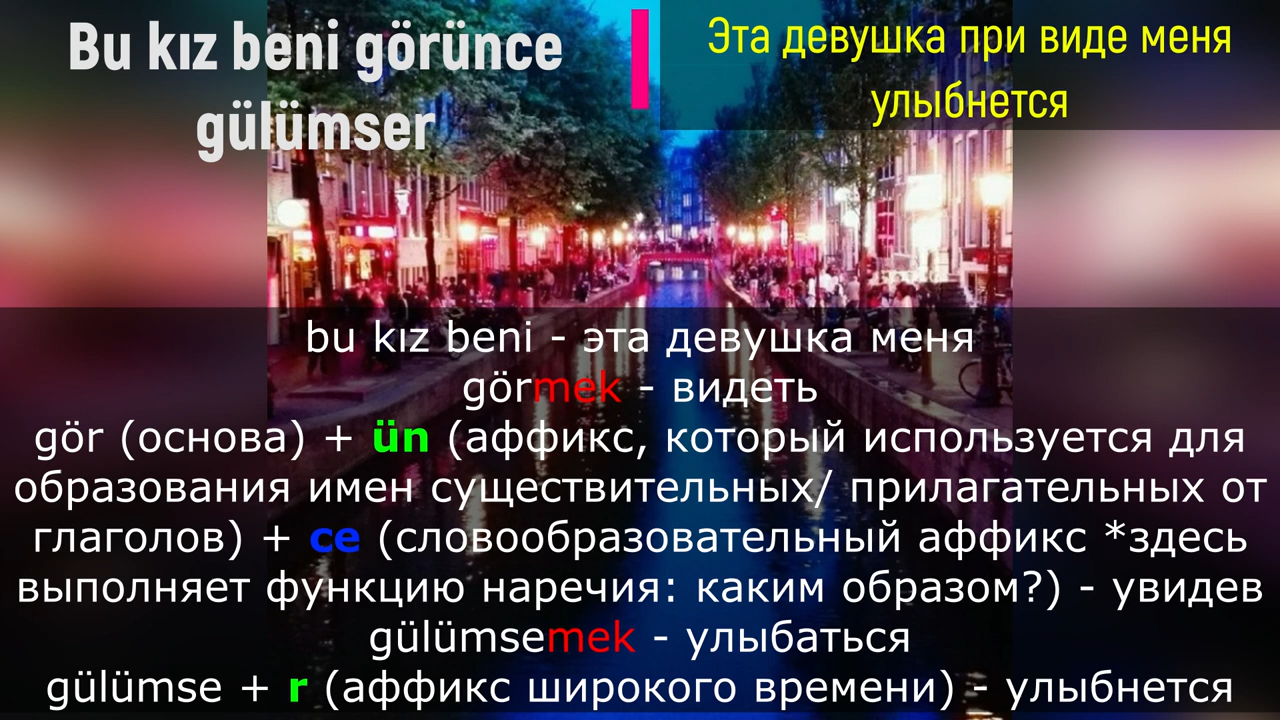 Bu kız beni görünce
gülümser
Эта девушка при виде меня
улыбнется
bu kız beni - эта девушка меня
görmek - видеть
gör (основа) + ün (аффикс, который используется для
образования имен существительных/ прилагательных от
глаголов) + ce (словообразовательный аффикс *здесь
выполняет функцию наречия: каким образом?) - увидев
gülümsemek - улыбаться
gülümse + r (аффикс широкого времени) - улыбнется